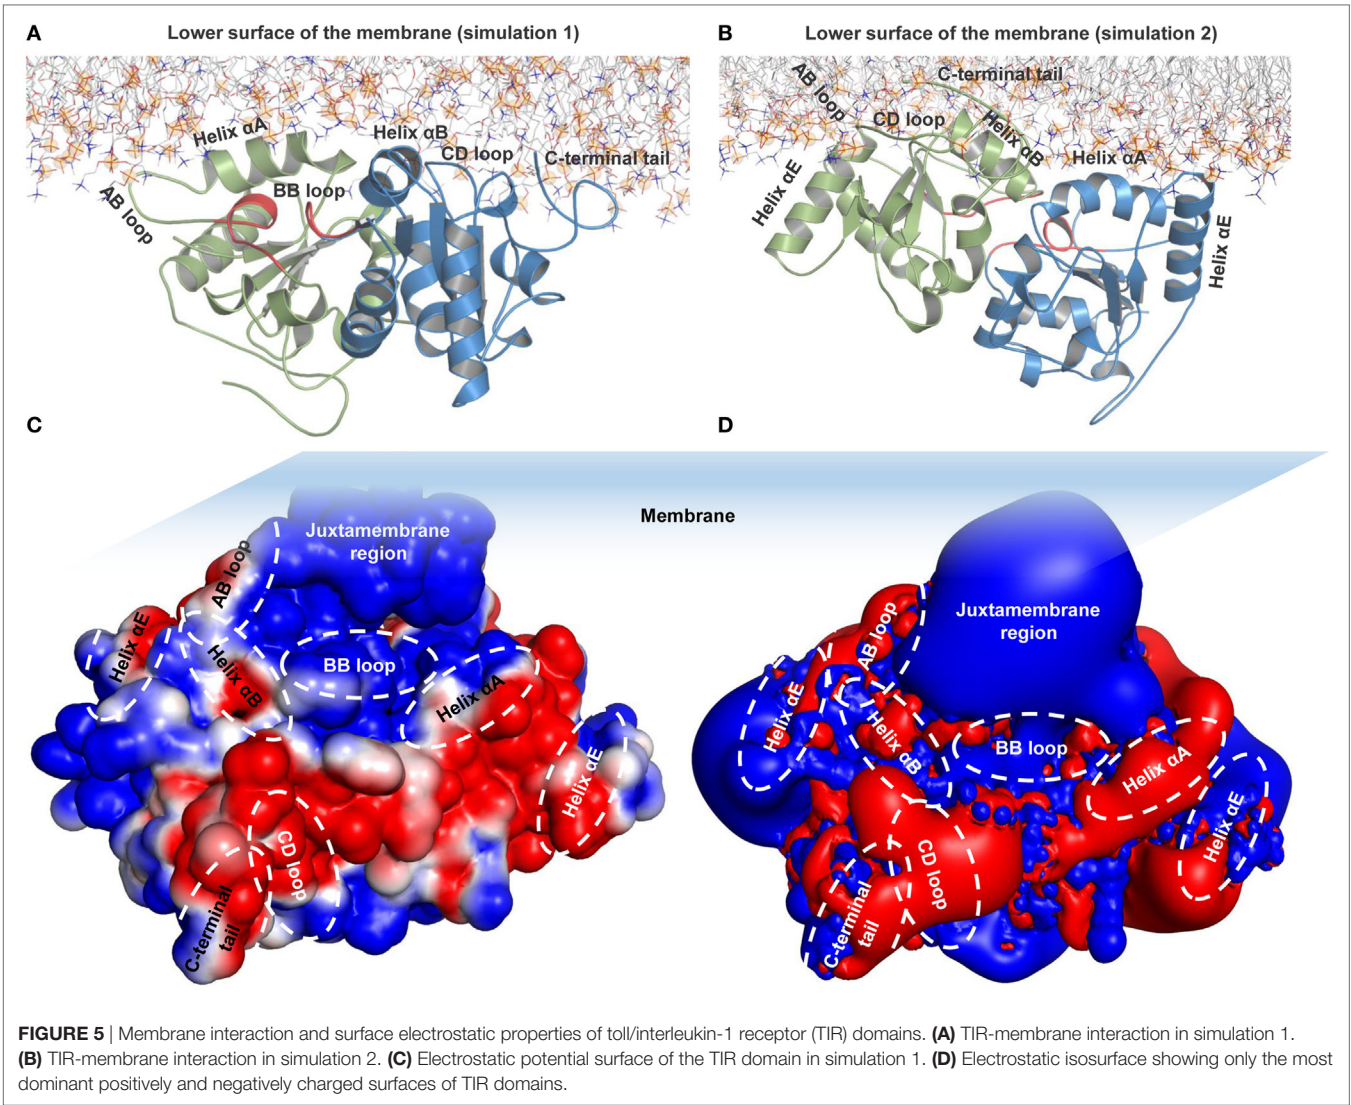 A
Lower surface of the membrane (simulation 1)
Helix αA
Helix αB
CD loop
C-terminal tail
BB loop
AB loop
B
Lower surface of the membrane (simulation 2)
C-terminal tail
AB loop
CD loop
Helix αB
Helix αA
Helix αE
Helix αE
C
D
Membrane
Juxtamembrane
region
AB loop
Helix αE
Helix αB
BB loop
Helix αA
Helix αE
CD loop
C-terminal
tail
Juxtamembrane
region
AB loop
Helix αE
Helix αB
BB loop
Helix αA
Helix αE
CD loop
C-terminal
tail
FIGURE 5 | Membrane interaction and surface electrostatic properties of toll/interleukin-1 receptor (TIR) domains. (A) TIR-membrane interaction in simulation 1.
(B) TIR-membrane interaction in simulation 2. (C) Electrostatic potential surface of the TIR domain in simulation 1. (D) Electrostatic isosurface showing only the most
dominant positively and negatively charged surfaces of TIR domains.